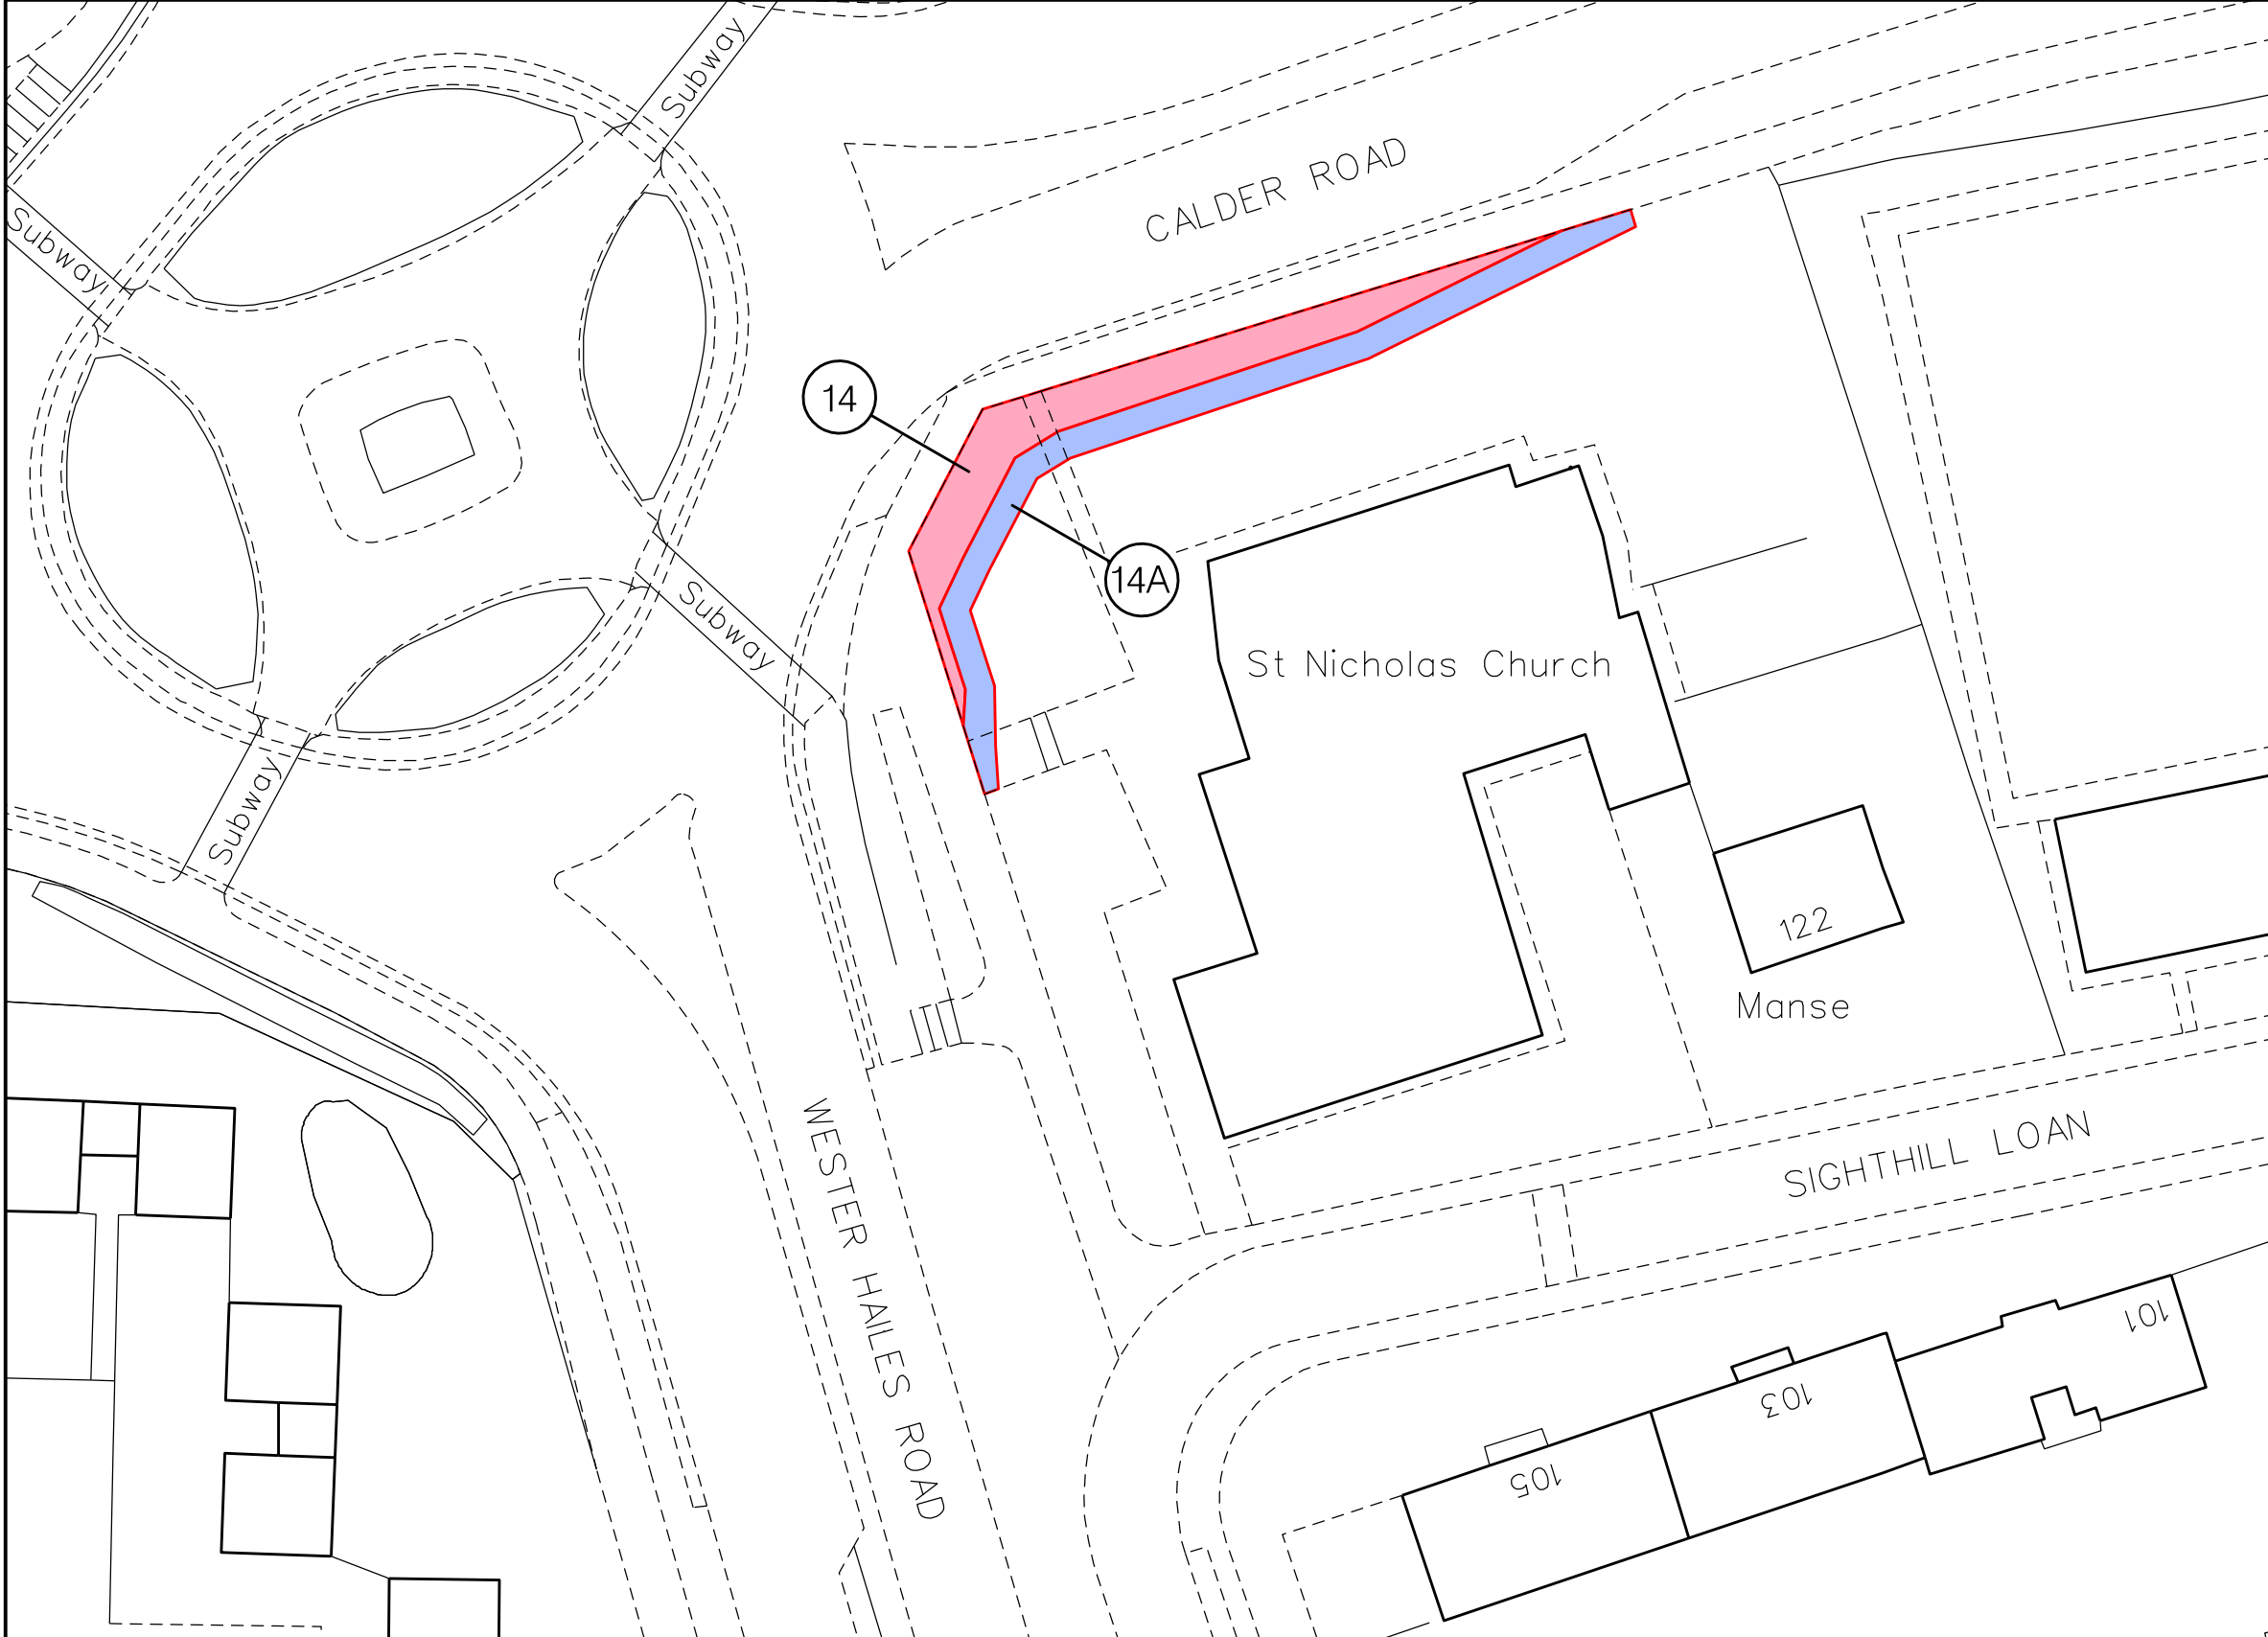 Subway
CALDER ROAD
Subway
14
14A
Subway
St Nicholas Church
Subway
122
Manse
WESTER HAILES ROAD
SIGHTHILL LOAN
101
103
105